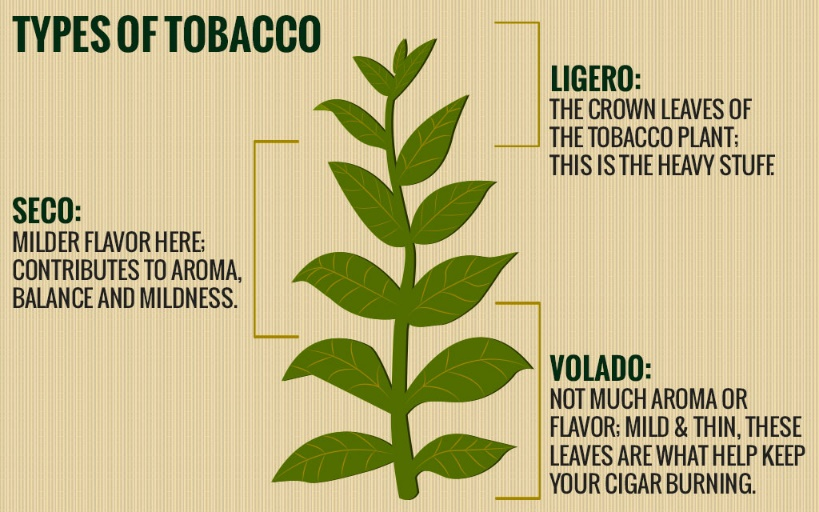 TYPES OF TOBACCO
LIGERO:
THE CROWN LEAVES OF
THE TOBACCO PLANT;
THIS IS THE HEAVY STUFF.
SECO:
MILDER FLAVOR HERE;
CONTRIBUTES TO AROMA,
BALANCE AND MILDNESS.
VOLADO:
NOT MUCH AROMA OR
FLAVOR; MILD & THIN, THESE
LEAVES ARE WHAT HELP KEEP
YOUR CIGAR BURNING.